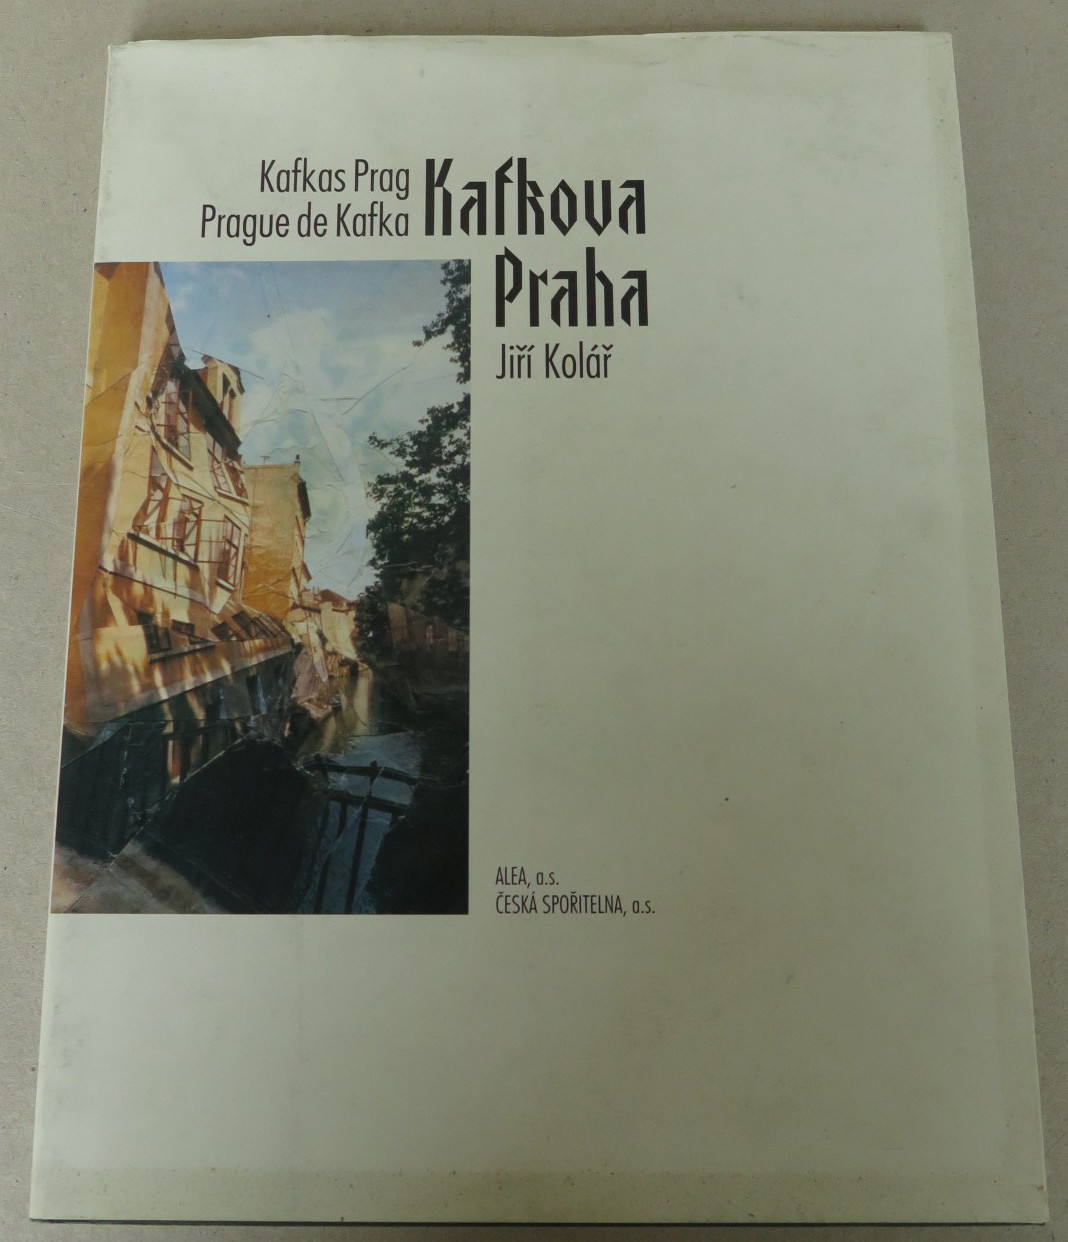 Kafkas Prag
Prague de Kafka
Kafkova
Praha
Jiří Kolář
ALEA, a.s.
ČESKÁ SPOŘITELNA, a.s.